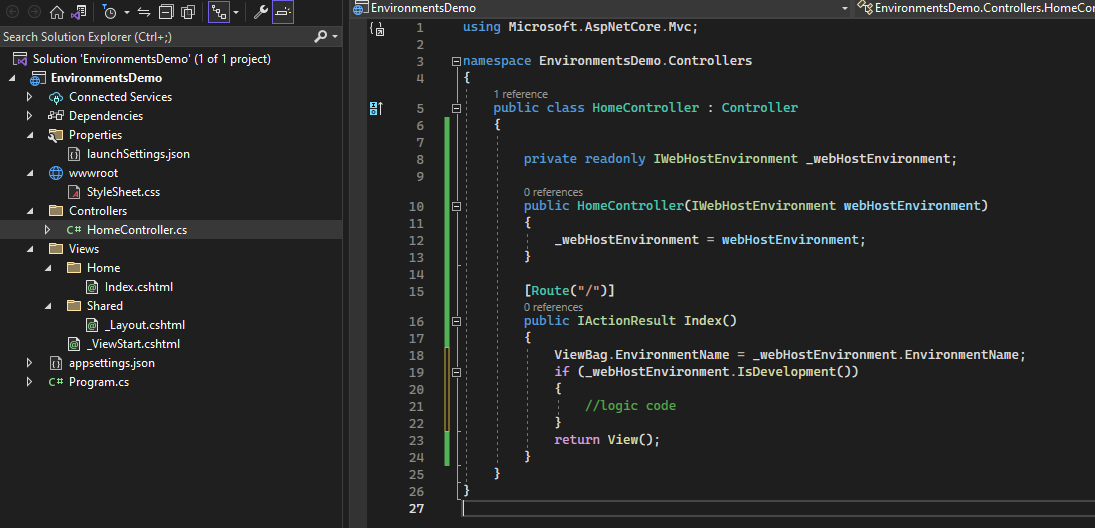 Search Solution Explorer (Ctrl+;)
Solution 'EnvironmentsDemo' (1 of 1 project)
EnvironmentsDemo
Connected Services
Dependencies
Properties
launchSettings.json
wwwroot
StyleSheet.css
Controllers
C# HomeController.cs
Views
Home
Index.cshtml
Shared
_Layout.cshtml
_ViewStart.cshtml
appsettings.json
C# Program.cs
EnvironmentsDemo
EnvironmentsDemo.Controllers.HomeCo
1 using Microsoft.AspNetCore.Mvc;
2
3 namespace EnvironmentsDemo.Controllers
4 {
1 reference
5 public class HomeController : Controller
6 {
7
8 private readonly IWebHostEnvironment _webHostEnvironment;
9
0 references
10 public HomeController(IWebHostEnvironment webHostEnvironment)
11 {
12 _webHostEnvironment = webHostEnvironment;
13 }
14
15 [Route("/")]
0 references
16 public IActionResult Index()
17 {
18 ViewBag.EnvironmentName = _webHostEnvironment.EnvironmentName;
19 if (_webHostEnvironment.IsDevelopment())
20 {
21 //logic code
22 }
23 return View();
24 }
25 }
26 }
27